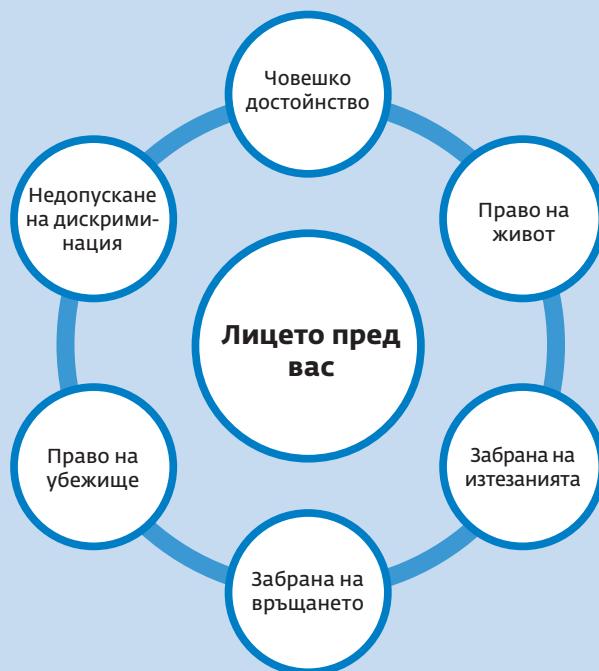 Човешко
достойнство
Право на
живот
Забрана на
изтезанията
Забрана на
връщането
Право на
убежище
Недопускане
на дискрими-
нация
Лицето пред
вас